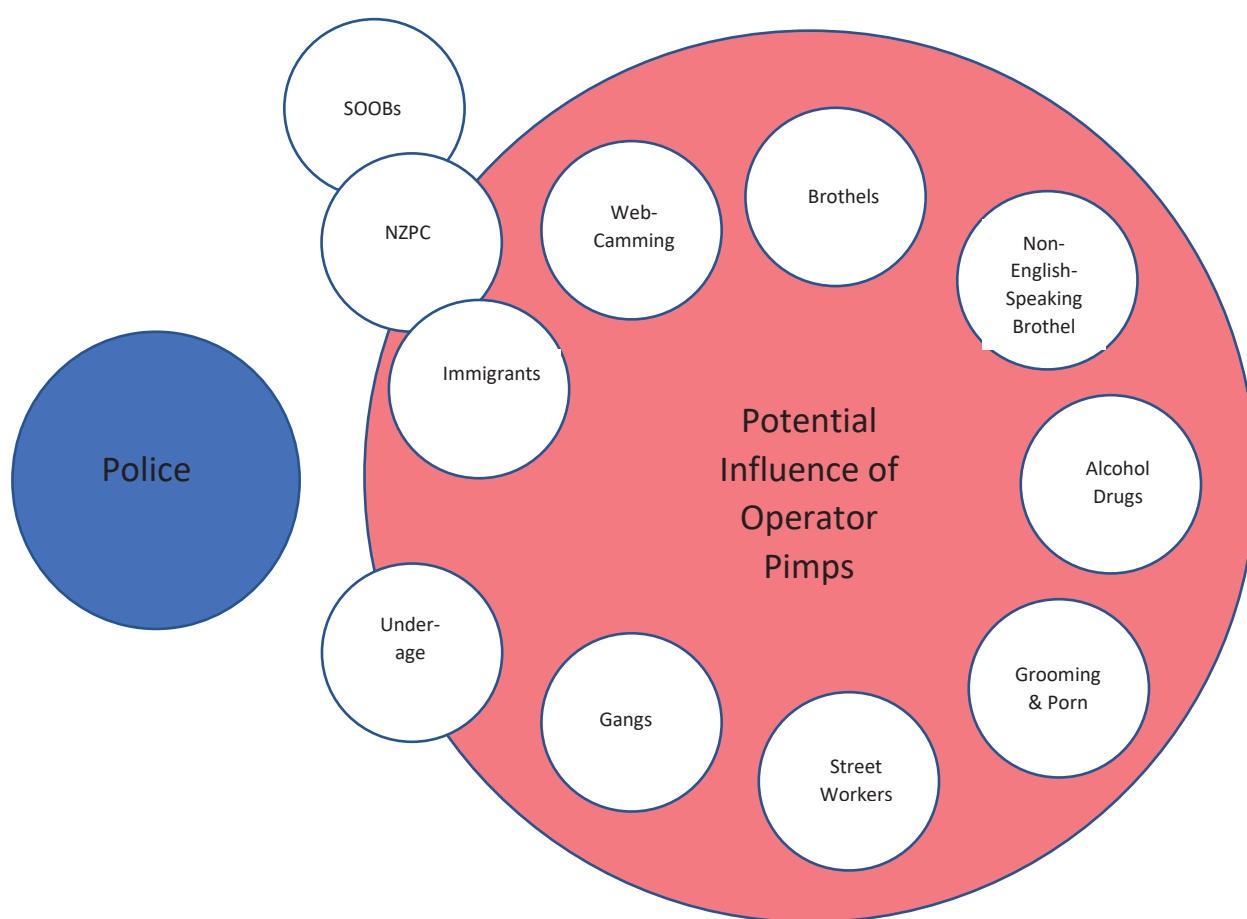 SOOBs
NZPC
Web-
Camming
Brothels
Non-
English-
Speaking
Brothel
Immigrants
Police
Potential
Influence of
Operator
Pimps
Alcohol
Drugs
Under-
age
Gangs
Street
Workers
Grooming
& Porn